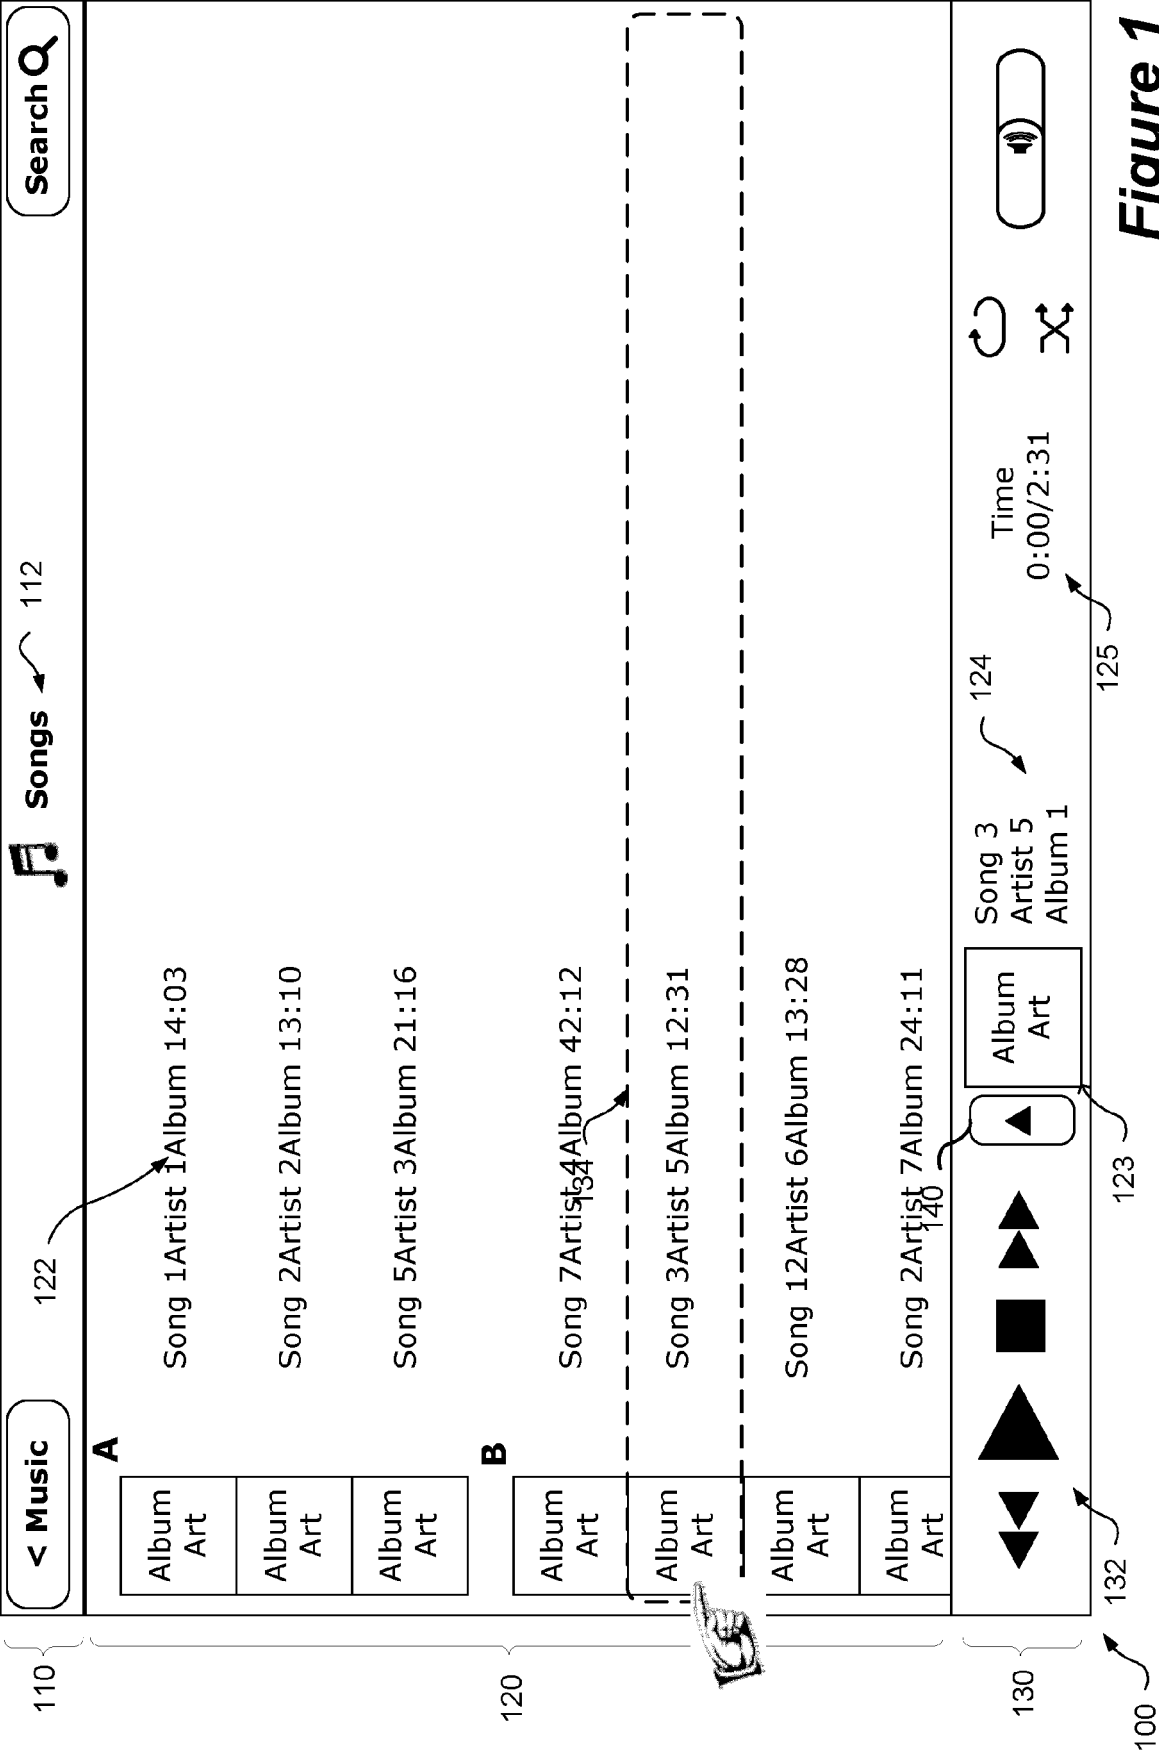 110
< Music
Songs
112
Search
122
120
A
Album
Art
Song 1Artist 1Album 14:03
Album
Art
Song 2Artist 2Album 13:10
Album
Art
Song 5Artist 3Album 21:16
B
Album
Art
Song 7Artist 4Album 42:12
134
Album
Art
Song 3Artist 5Album 12:31
Album
Art
Song 12Artist 6Album 13:28
Album
Art
Song 2Artist 7Album 24:11
140
124
130
Album
Art
Song 3
Artist 5
Album 1
Time
0:00/2:31
132
123
125
100
Figure 1